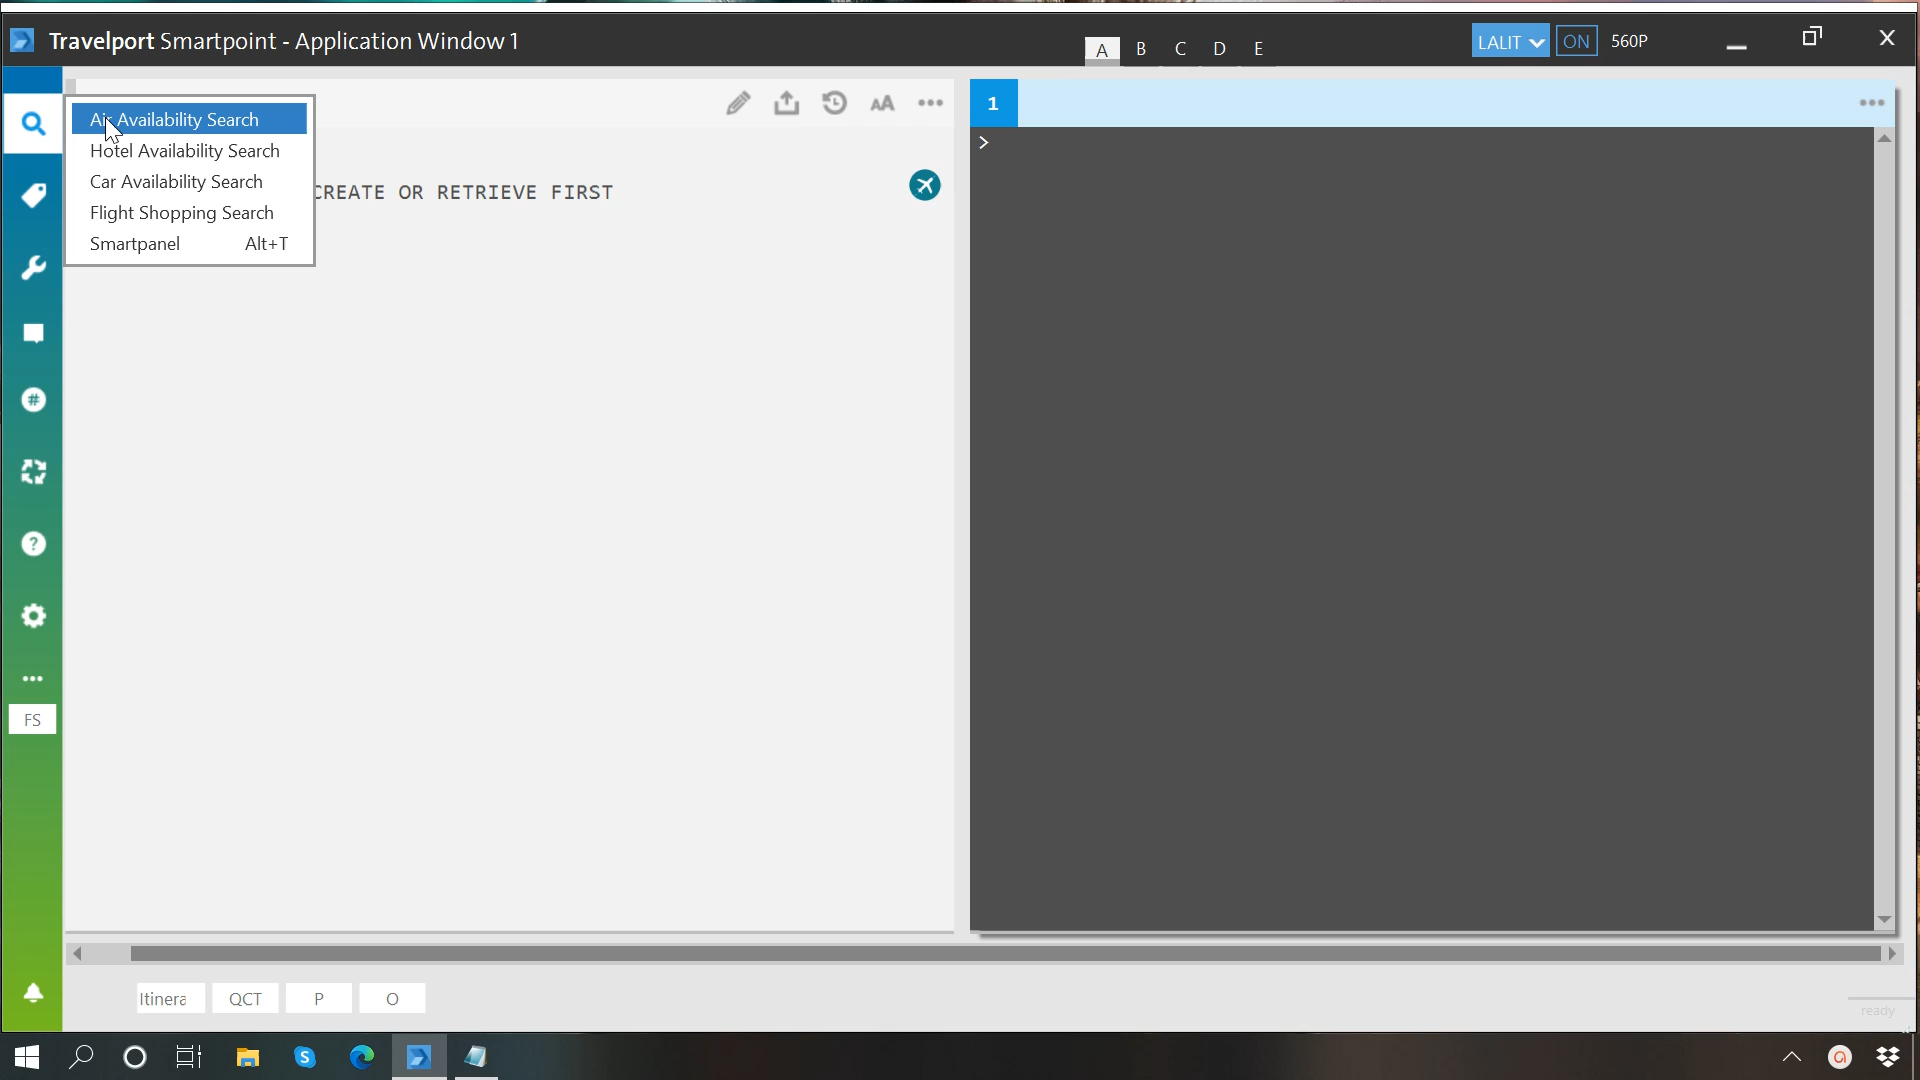 Travelport Smartpoint - Application Window 1
A B C D E
LALIT ON 560P
Air Availability Search
Hotel Availability Search
Car Availability Search
Flight Shopping Search
Smartpanel Alt+T
CREATE OR RETRIEVE FIRST
AA
1
>
#
?
FS
Itinera QCT P O
ready